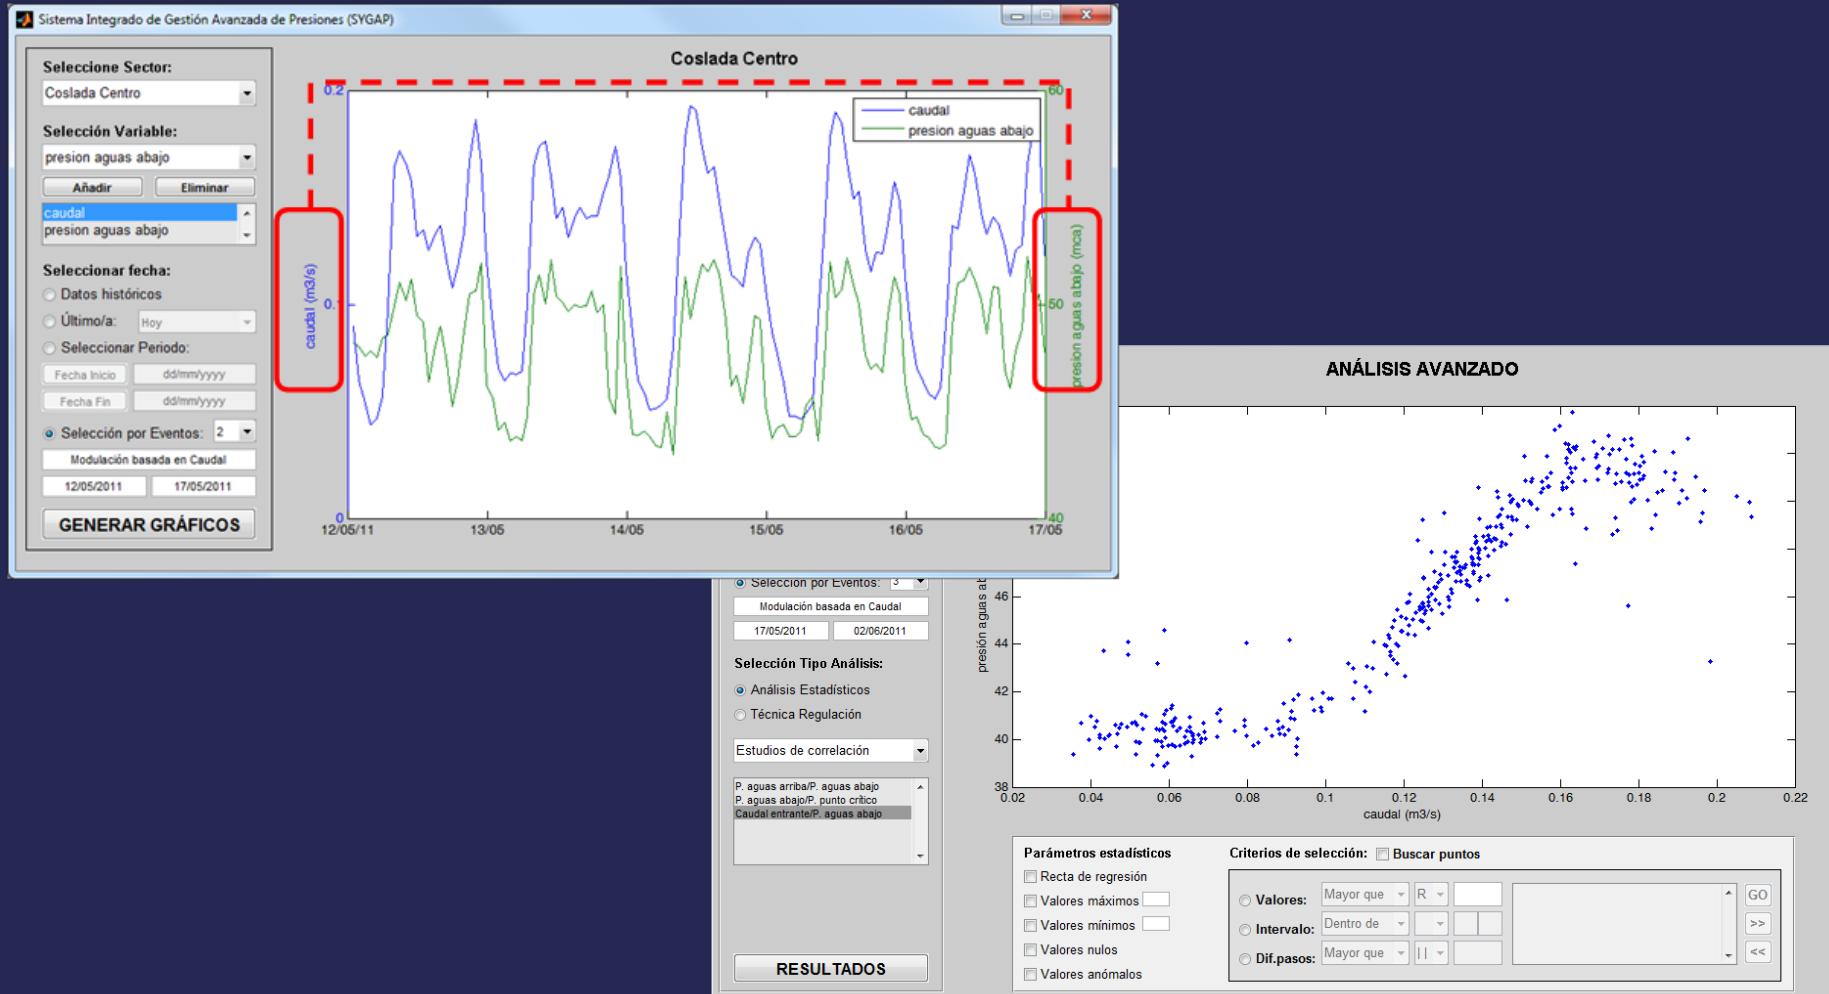 Sistema Integrado de Gestión Avanzada de Presiones (SYGAP)
Seleccione Sector:
Coslada Centro
Selección Variable:
presion aguas abajo
Añadir
Eliminar
caudal
presion aguas abajo
Seleccionar fecha:
Datos históricos
Último/a:
Hoy
Seleccionar Periodo:
Fecha Inicio
dd/mm/yyyy
Fecha Fin
dd/mm/yyyy
Selección por Eventos:
2
Modulación basada en Caudal
12/05/2011
17/05/2011
GENERAR GRÁFICOS
Coslada Centro
caudal
presion aguas abajo
0.2
0
caudal (m3/s)
60
50
40
presion aguas abajo (mca)
12/05/11
13/05
14/05
15/05
16/05
17/05
Selección por Eventos:
3
Modulación basada en Caudal
17/05/2011
02/06/2011
Selección Tipo Análisis:
Análisis Estadísticos
Técnica Regulación
Estudios de correlación
P. aguas arriba/P. aguas abajo
P. aguas abajo/P. punto crítico
Caudal entrante/P. aguas abajo
RESULTADOS
ANÁLISIS AVANZADO
46
44
42
40
38
presión aguas ab
0.02
0.04
0.06
0.08
0.1
0.12
0.14
0.16
0.18
0.2
0.22
caudal (m3/s)
Parámetros estadísticos
Recta de regresión
Valores máximos
Valores mínimos
Valores nulos
Valores anómalos
Criterios de selección:
Buscar puntos
Valores:
Mayor que
R
Intervalo:
Dentro de
Dif.pasos:
Mayor que
| |
GO
>>
<<